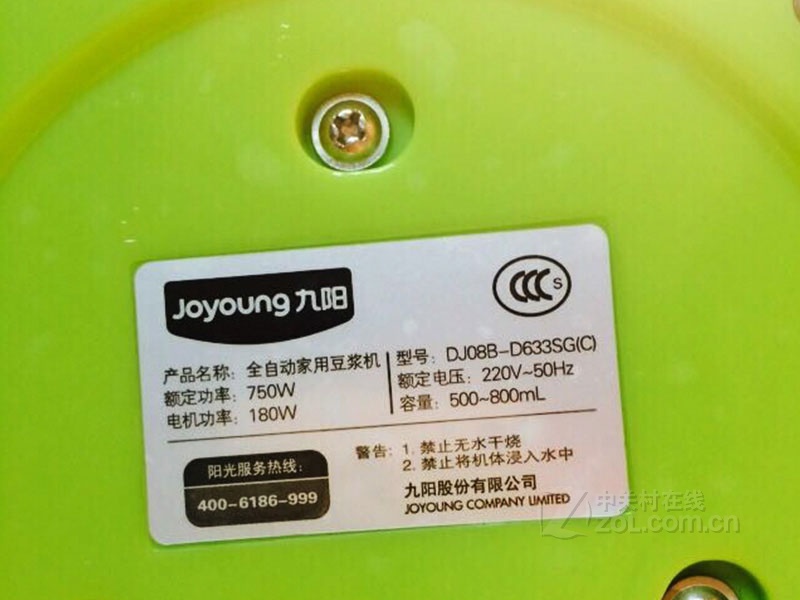 Joyoung 九阳
CCC S
产品名称：全自动家用豆浆机
额定功率：750W
电机功率：180W
型号：DJ08B-D633SG(C)
额定电压：220V~50Hz
容量：500~800mL
阳光服务热线：
400-6186-999
警告：1. 禁止无水干烧
2. 禁止将机体浸入水中
九阳股份有限公司
JOYOUNG COMPANY LIMITED
中关村在线
ZOL.com.cn